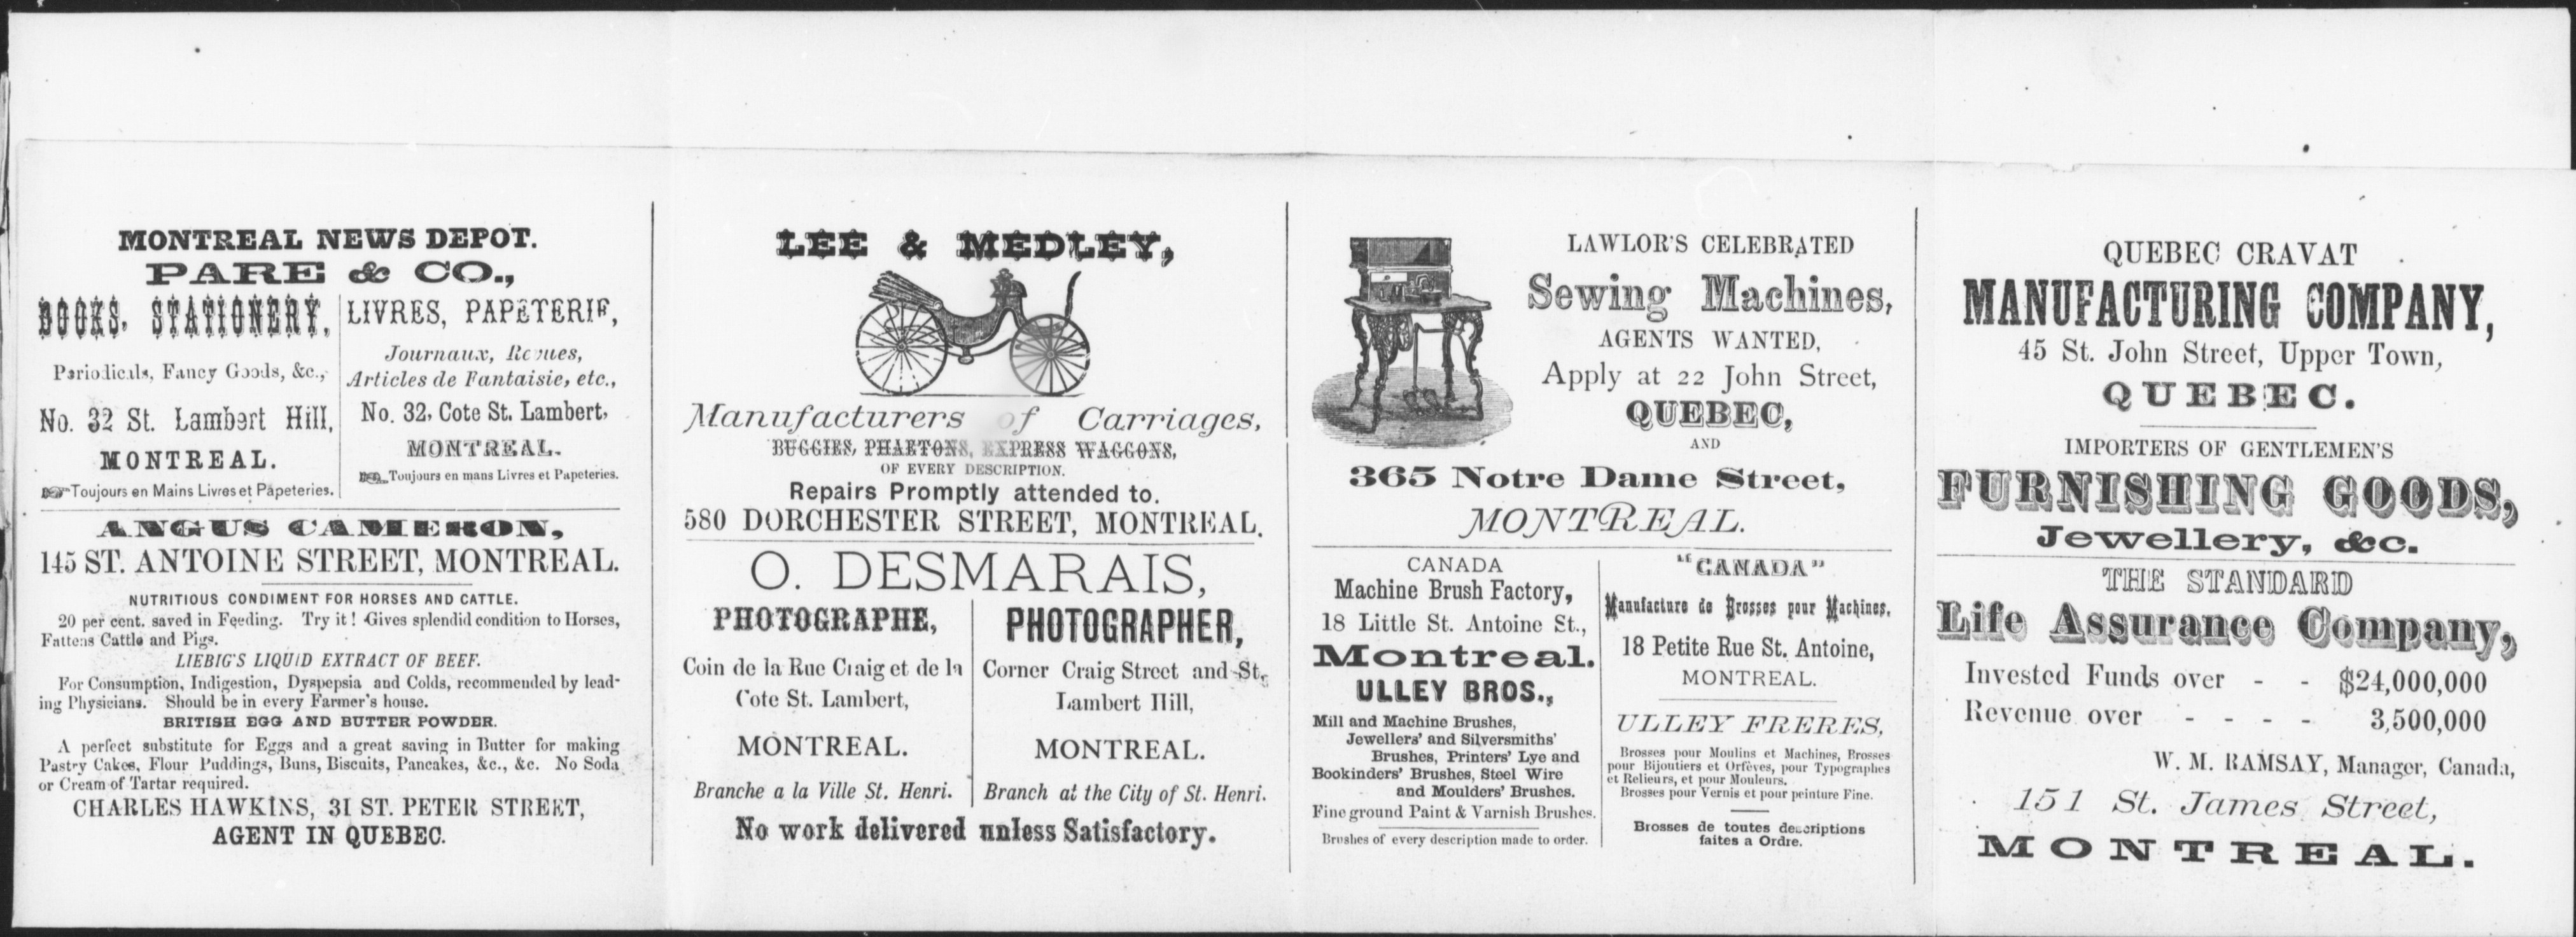 MONTREAL NEWS DEPOT.
PARE & CO.,
BOOKS, STATIONERY,
Periodicals, Fancy Goods, &c.,
No. 32 St. Lambert Hill,
MONTREAL.
Toujours en Mains Livres et Papeteries.
LIVRES, PAPETERIE,
Journaux, Revues,
Articles de Fantaisie, etc.,
No. 32, Cote St. Lambert,
MONTREAL.
Toujours en mans Livres et Papeteries.
ANGUS CAMERON,
145 ST. ANTOINE STREET, MONTREAL.
NUTRITIOUS CONDIMENT FOR HORSES AND CATTLE.
20 per cent. saved in Feeding. Try it! Gives splendid condition to Horses,
Fattens Cattle and Pigs.
LIEBIG'S LIQUID EXTRACT OF BEEF.
For Consumption, Indigestion, Dyspepsia and Colds, recommended by lead-
ing Physicians. Should be in every Farmer's house.
BRITISH EGG AND BUTTER POWDER.
A perfect substitute for Eggs and a great saving in Butter for making
Pastry Cakes, Flour Puddings, Buns, Biscuits, Pancakes, &c., &c. No Soda
or Cream of Tartar required.
CHARLES HAWKINS, 31 ST. PETER STREET,
AGENT IN QUEBEC.
LEE & MEDLEY,
Manufacturers of Carriages,
BUGGIES, PHAETONS, EXPRESS WAGGONS,
OF EVERY DESCRIPTION.
Repairs Promptly attended to.
580 DORCHESTER STREET, MONTREAL.
O. DESMARAIS,
PHOTOGRAPHE,
Coin de la Rue Craig et de la
Cote St. Lambert,
MONTREAL.
Branche a la Ville St. Henri.
PHOTOGRAPHER,
Corner Craig Street and St.
Lambert Hill,
MONTREAL.
Branch at the City of St. Henri.
No work delivered unless Satisfactory.
LAWLOR'S CELEBRATED
Sewing Machines,
AGENTS WANTED,
Apply at 22 John Street,
QUEBEC,
AND
365 Notre Dame Street,
MONTREAL.
CANADA
Machine Brush Factory,
18 Little St. Antoine St.,
Montreal.
ULLEY BROS.,
Mill and Machine Brushes,
Jewellers' and Silversmiths'
Brushes, Printers' Lye and
Bookinders' Brushes, Steel Wire
and Moulders' Brushes.
Fine ground Paint & Varnish Brushes.
Brushes of every description made to order.
"CANADA"
Manufacture de Brosses pour Machines,
18 Petite Rue St. Antoine,
MONTREAL.
ULLEY FRERES,
Brosses pour Moulins et Machines, Brosses
pour Bijoutiers et Orfèves, pour Typographes
et Relieurs, et pour Mouleurs.
Brosses pour Vernis et pour peinture Fine.
Brosses de toutes descriptions
faites a Ordre.
QUEBEC CRAVAT
MANUFACTURING COMPANY,
45 St. John Street, Upper Town,
QUEBEC.
IMPORTERS OF GENTLEMEN'S
FURNISHING GOODS,
Jewellery, &c.
THE STANDARD
Life Assurance Company,
Invested Funds over - - $24,000,000
Revenue over - - - - 3,500,000
W. M. RAMSAY, Manager, Canada,
151 St. James Street,
MONTREAL.